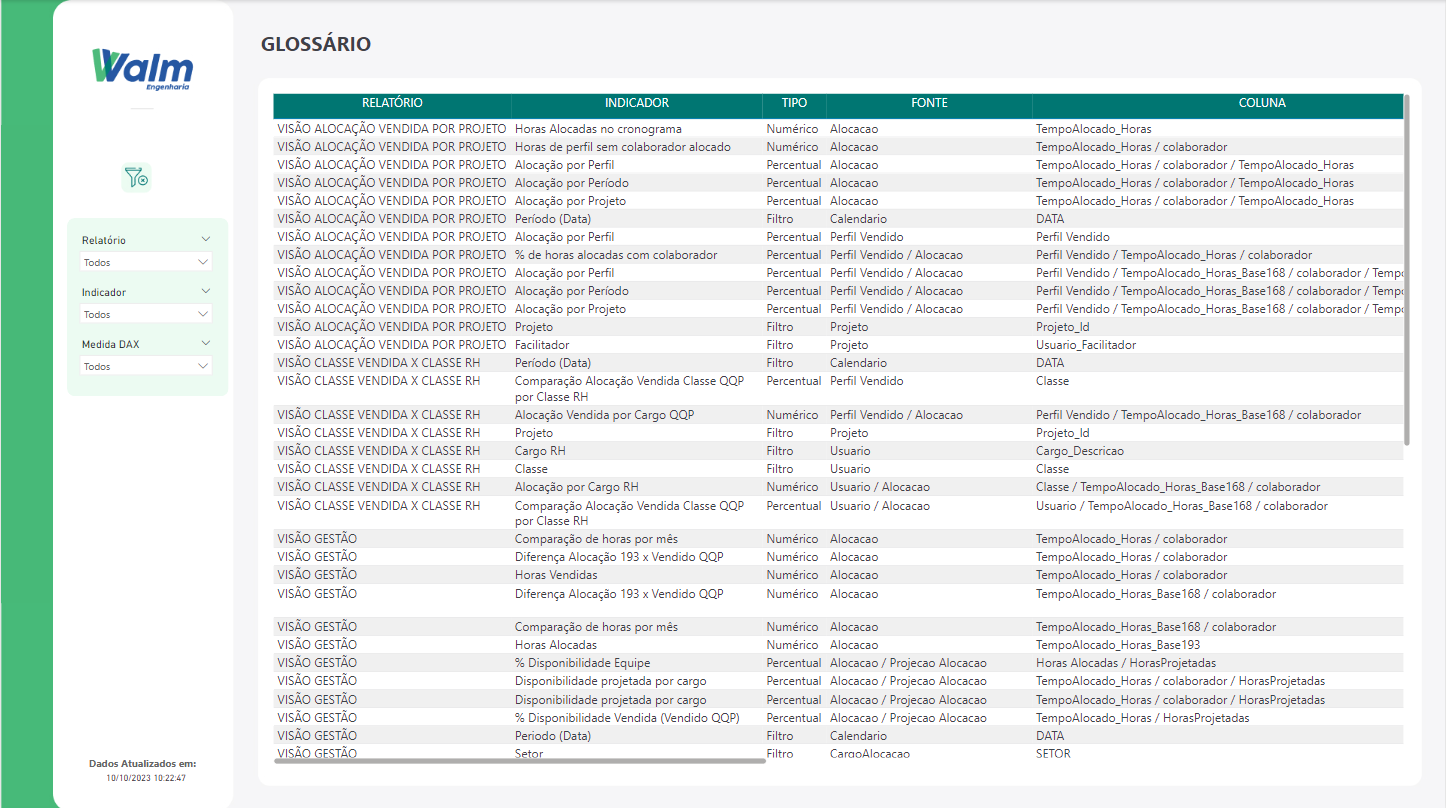 Walm
Engenharia
GLOSSÁRIO
Relatório
Todos
Indicador
Todos
Medida DAX
Todos
Dados Atualizados em:
10/10/2023 10:22:47
RELATÓRIO INDICADOR TIPO FONTE COLUNA
VISÃO ALOCAÇÃO VENDIDA POR PROJETO Horas Alocadas no cronograma Numérico Alocacao TempoAlocado_Horas
VISÃO ALOCAÇÃO VENDIDA POR PROJETO Horas de perfil sem colaborador alocado Numérico Alocacao TempoAlocado_Horas / colaborador
VISÃO ALOCAÇÃO VENDIDA POR PROJETO Alocação por Perfil Percentual Alocacao TempoAlocado_Horas / colaborador / TempoAlocado_Horas
VISÃO ALOCAÇÃO VENDIDA POR PROJETO Alocação por Período Percentual Alocacao TempoAlocado_Horas / colaborador / TempoAlocado_Horas
VISÃO ALOCAÇÃO VENDIDA POR PROJETO Alocação por Projeto Percentual Alocacao TempoAlocado_Horas / colaborador / TempoAlocado_Horas
VISÃO ALOCAÇÃO VENDIDA POR PROJETO Período (Data) Filtro Calendario DATA
VISÃO ALOCAÇÃO VENDIDA POR PROJETO Alocação por Perfil Percentual Perfil Vendido Perfil Vendido
VISÃO ALOCAÇÃO VENDIDA POR PROJETO % de horas alocadas com colaborador Percentual Perfil Vendido / Alocacao Perfil Vendido / TempoAlocado_Horas / colaborador
VISÃO ALOCAÇÃO VENDIDA POR PROJETO Alocação por Perfil Percentual Perfil Vendido / Alocacao Perfil Vendido / TempoAlocado_Horas_Base168 / colaborador / Tempo
VISÃO ALOCAÇÃO VENDIDA POR PROJETO Alocação por Período Percentual Perfil Vendido / Alocacao Perfil Vendido / TempoAlocado_Horas_Base168 / colaborador / Tempo
VISÃO ALOCAÇÃO VENDIDA POR PROJETO Alocação por Projeto Percentual Perfil Vendido / Alocacao Perfil Vendido / TempoAlocado_Horas_Base168 / colaborador / Tempo
VISÃO ALOCAÇÃO VENDIDA POR PROJETO Projeto Filtro Projeto Projeto_Id
VISÃO ALOCAÇÃO VENDIDA POR PROJETO Facilitador Filtro Projeto Usuario_Facilitador
VISÃO CLASSE VENDIDA X CLASSE RH Período (Data) Filtro Calendario DATA
VISÃO CLASSE VENDIDA X CLASSE RH Comparação Alocação Vendida Classe QQP Percentual Perfil Vendido Classe
por Classe RH
VISÃO CLASSE VENDIDA X CLASSE RH Alocação Vendida por Cargo QQP Numérico Perfil Vendido / Alocacao Perfil Vendido / TempoAlocado_Horas_Base168 / colaborador
VISÃO CLASSE VENDIDA X CLASSE RH Projeto Filtro Projeto Projeto_Id
VISÃO CLASSE VENDIDA X CLASSE RH Cargo RH Filtro Usuario Cargo_Descricao
VISÃO CLASSE VENDIDA X CLASSE RH Classe Filtro Usuario Classe
VISÃO CLASSE VENDIDA X CLASSE RH Alocação por Cargo RH Numérico Usuario / Alocacao Classe / TempoAlocado_Horas_Base168 / colaborador
VISÃO CLASSE VENDIDA X CLASSE RH Comparação Alocação Vendida Classe QQP Percentual Usuario / Alocacao Usuario / TempoAlocado_Horas_Base168 / colaborador
por Classe RH
VISÃO GESTÃO Comparação de horas por mês Numérico Alocacao TempoAlocado_Horas / colaborador
VISÃO GESTÃO Diferença Alocação 193 x Vendido QQP Numérico Alocacao TempoAlocado_Horas / colaborador
VISÃO GESTÃO Horas Vendidas Numérico Alocacao TempoAlocado_Horas / colaborador
VISÃO GESTÃO Diferença Alocação 193 x Vendido QQP Numérico Alocacao TempoAlocado_Horas_Base168 / colaborador
VISÃO GESTÃO Comparação de horas por mês Numérico Alocacao TempoAlocado_Horas_Base168 / colaborador
VISÃO GESTÃO Horas Alocadas Numérico Alocacao TempoAlocado_Horas_Base193
VISÃO GESTÃO % Disponibilidade Equipe Percentual Alocacao / Projecao Alocacao Horas Alocadas / HorasProjetadas
VISÃO GESTÃO Disponibilidade projetada por cargo Percentual Alocacao / Projecao Alocacao TempoAlocado_Horas / colaborador / HorasProjetadas
VISÃO GESTÃO Disponibilidade projetada por cargo Percentual Alocacao / Projecao Alocacao TempoAlocado_Horas / colaborador / HorasProjetadas
VISÃO GESTÃO % Disponibilidade Vendida (Vendido QQP) Percentual Alocacao / Projecao Alocacao TempoAlocado_Horas / HorasProjetadas
VISÃO GESTÃO Periodo (Data) Filtro Calendario DATA
VISÃO GESTÃO Setor Filtro CargoAlocacao SETOR